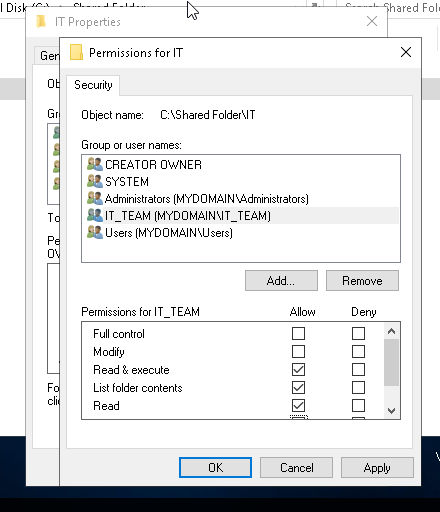 l Disk (C:) > Shared Folder
Search Shared Fol
IT Properties
Gen
Permissions for IT
Security
Ob
Object name: C:\Shared Folder\IT
Gr
Group or user names:
CREATOR OWNER
SYSTEM
Administrators (MYDOMAIN\Administrators)
IT_TEAM (MYDOMAIN\IT_TEAM)
Users (MYDOMAIN\Users)
To
Add...
Remove
Pe
Permissions for IT_TEAM
Allow
Deny
Full control
Modify
Read & execute
List folder contents
Read
Fo
clic
OK
Cancel
Apply